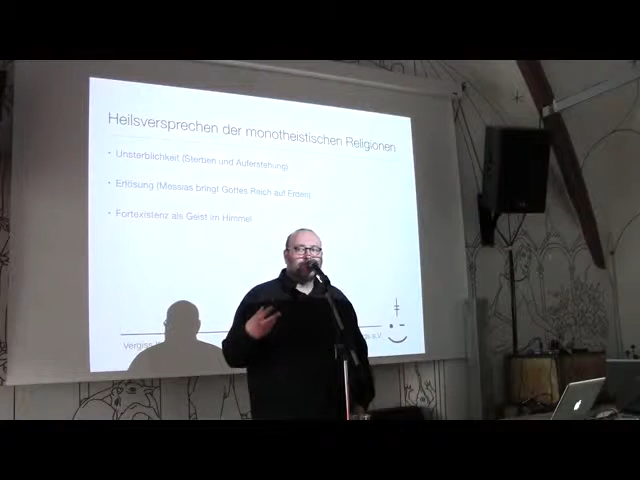 Heilsversprechen der monotheistischen Religionen
• Unsterblichkeit (Sterben und Auferstehung)
• Erlösung (Messias bringt Gottes Reich auf Erden)
• Fortexistenz als Geist im Himmel
Vergiss e.V.